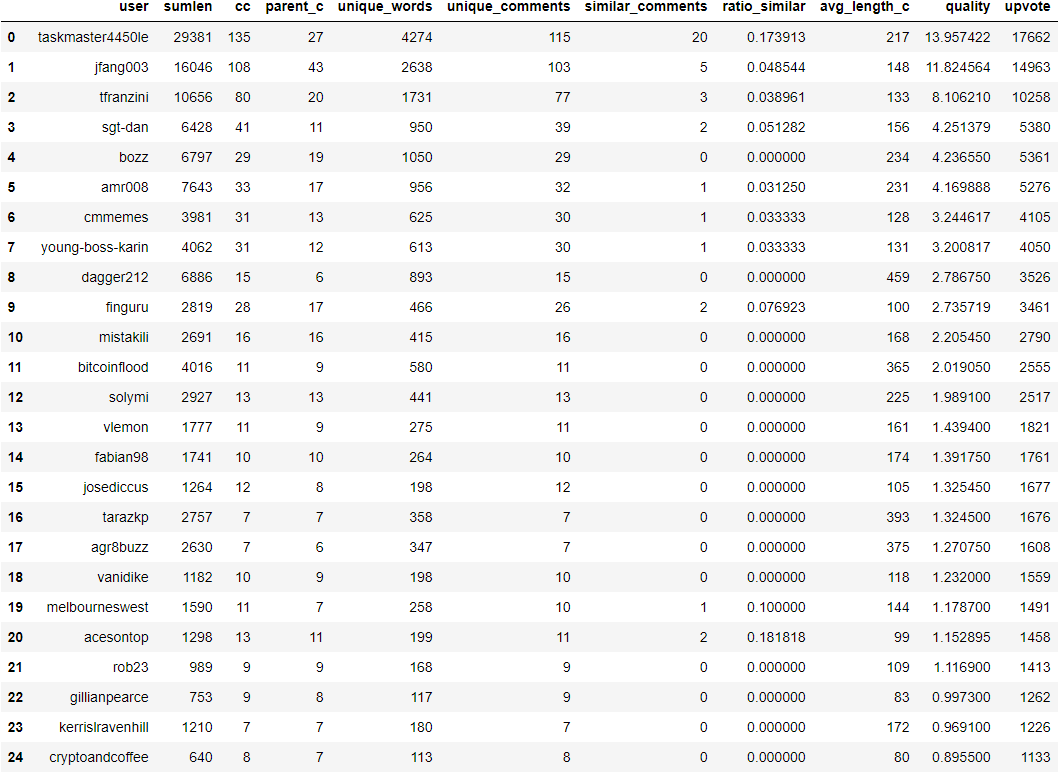 user sumlen cc parent_c unique_words unique_comments similar_comments ratio_similar avg_length_c quality upvote
0 taskmaster4450le 29381 135 27 4274 115 20 0.173913 217 13.957422 17662
1 jfang003 16046 108 43 2638 103 5 0.048544 148 11.824564 14963
2 tfranzini 10656 80 20 1731 77 3 0.038961 133 8.106210 10258
3 sgt-dan 6428 41 11 950 39 2 0.051282 156 4.251379 5380
4 bozz 6797 29 19 1050 29 0 0.000000 234 4.236550 5361
5 amr008 7643 33 17 956 32 1 0.031250 231 4.169888 5276
6 cmmemes 3981 31 13 625 30 1 0.033333 128 3.244617 4105
7 young-boss-karin 4062 31 12 613 30 1 0.033333 131 3.200817 4050
8 dagger212 6886 15 6 893 15 0 0.000000 459 2.786750 3526
9 finguru 2819 28 17 466 26 2 0.076923 100 2.735719 3461
10 mistakili 2691 16 16 415 16 0 0.000000 168 2.205450 2790
11 bitcoinflood 4016 11 9 580 11 0 0.000000 365 2.019050 2555
12 solymi 2927 13 13 441 13 0 0.000000 225 1.989100 2517
13 vlemon 1777 11 9 275 11 0 0.000000 161 1.439400 1821
14 fabian98 1741 10 10 264 10 0 0.000000 174 1.391750 1761
15 josediccus 1264 12 8 198 12 0 0.000000 105 1.325450 1677
16 tarazkp 2757 7 7 358 7 0 0.000000 393 1.324500 1676
17 agr8buzz 2630 7 6 347 7 0 0.000000 375 1.270750 1608
18 vanidike 1182 10 9 198 10 0 0.000000 118 1.232000 1559
19 melbourneswest 1590 11 7 258 10 1 0.100000 144 1.178700 1491
20 acesontop 1298 13 11 199 11 2 0.181818 99 1.152895 1458
21 rob23 989 9 9 168 9 0 0.000000 109 1.116900 1413
22 gillianpearce 753 9 8 117 9 0 0.000000 83 0.997300 1262
23 kerrislravenhill 1210 7 7 180 7 0 0.000000 172 0.969100 1226
24 cryptoandcoffee 640 8 7 113 8 0 0.000000 80 0.895500 1133